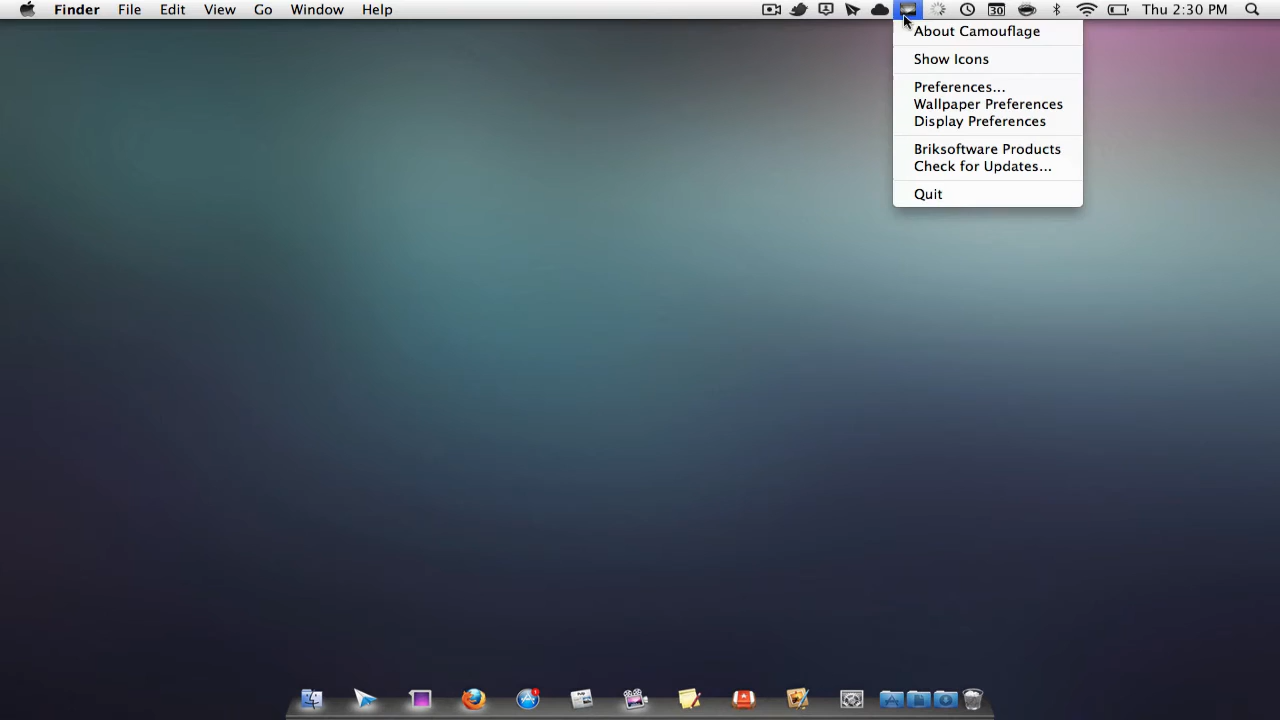 Finder File Edit View Go Window Help 30 Thu 2:30 PM
About Camouflage
Show Icons
Preferences...
Wallpaper Preferences
Display Preferences
Briksoftware Products
Check for Updates...
Quit
1